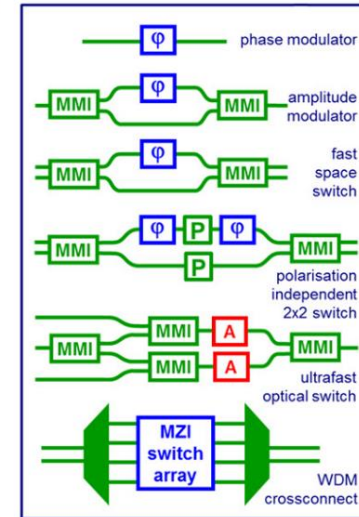 φ
phase modulator
φ
MMI
MMI
amplitude
modulator
φ
MMI
MMI
fast
space
switch
φ
P
φ
MMI
P
MMI
polarisation
independent
2x2 switch
MMI
A
MMI
MMI
MMI
A
ultrafast
optical switch
MZI
switch
array
WDM
crossconnect